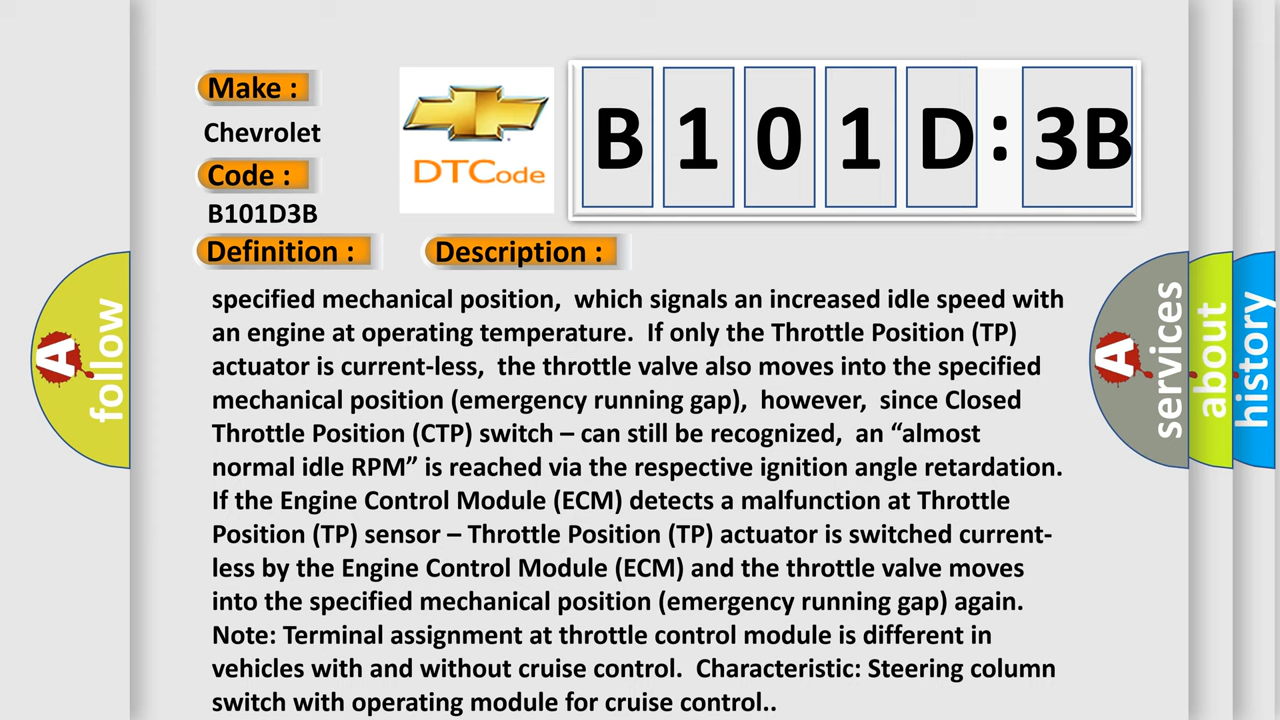 Make :
Chevrolet
Code :
B101D3B
DTCode
B 1 0 1 D : 3B
Definition :
Description :
specified mechanical position, which signals an increased idle speed with
an engine at operating temperature. If only the Throttle Position (TP)
actuator is current-less, the throttle valve also moves into the specified
mechanical position (emergency running gap), however, since Closed
Throttle Position (CTP) switch – can still be recognized, an “almost
normal idle RPM” is reached via the respective ignition angle retardation.
If the Engine Control Module (ECM) detects a malfunction at Throttle
Position (TP) sensor – Throttle Position (TP) actuator is switched current-
less by the Engine Control Module (ECM) and the throttle valve moves
into the specified mechanical position (emergency running gap) again.
Note: Terminal assignment at throttle control module is different in
vehicles with and without cruise control. Characteristic: Steering column
switch with operating module for cruise control..
A
follow
A
services
about
history